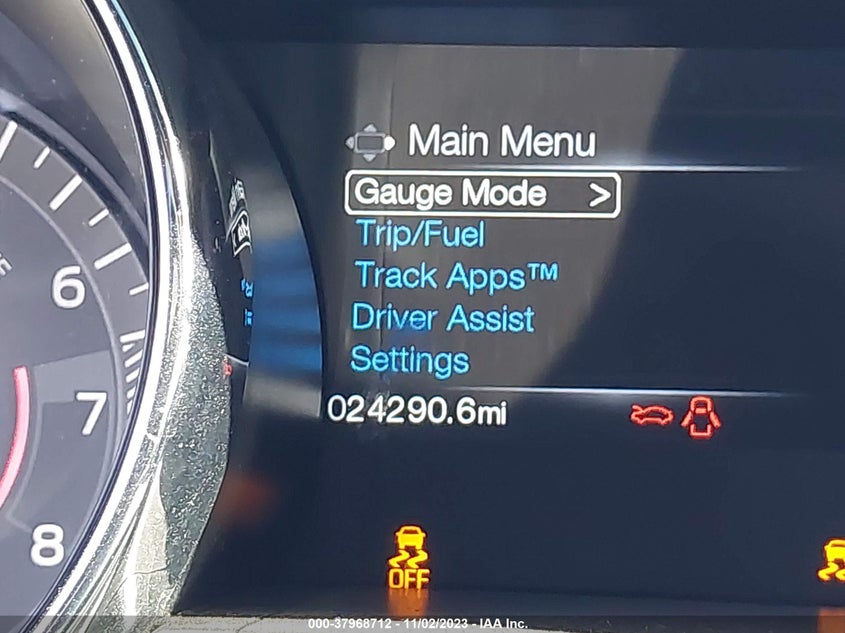 Main Menu
Gauge Mode >
Trip/Fuel
Track Apps™
Driver Assist
Settings
024290.6mi
6
7
8
OFF
000-37968712 - 11/02/2023 - IAA Inc.